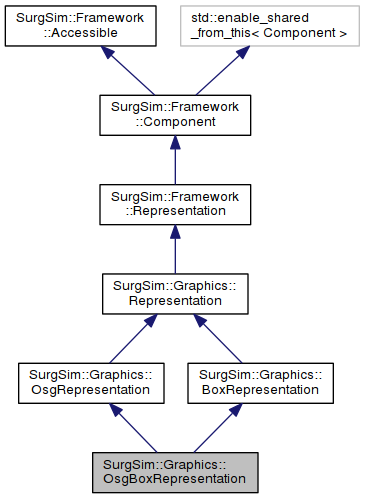 SurgSim::Framework
::Accessible
std::enable_shared
_from_this< Component >
SurgSim::Framework
::Component
SurgSim::Framework
::Representation
SurgSim::Graphics::
Representation
SurgSim::Graphics::
OsgRepresentation
SurgSim::Graphics::
BoxRepresentation
SurgSim::Graphics::
OsgBoxRepresentation